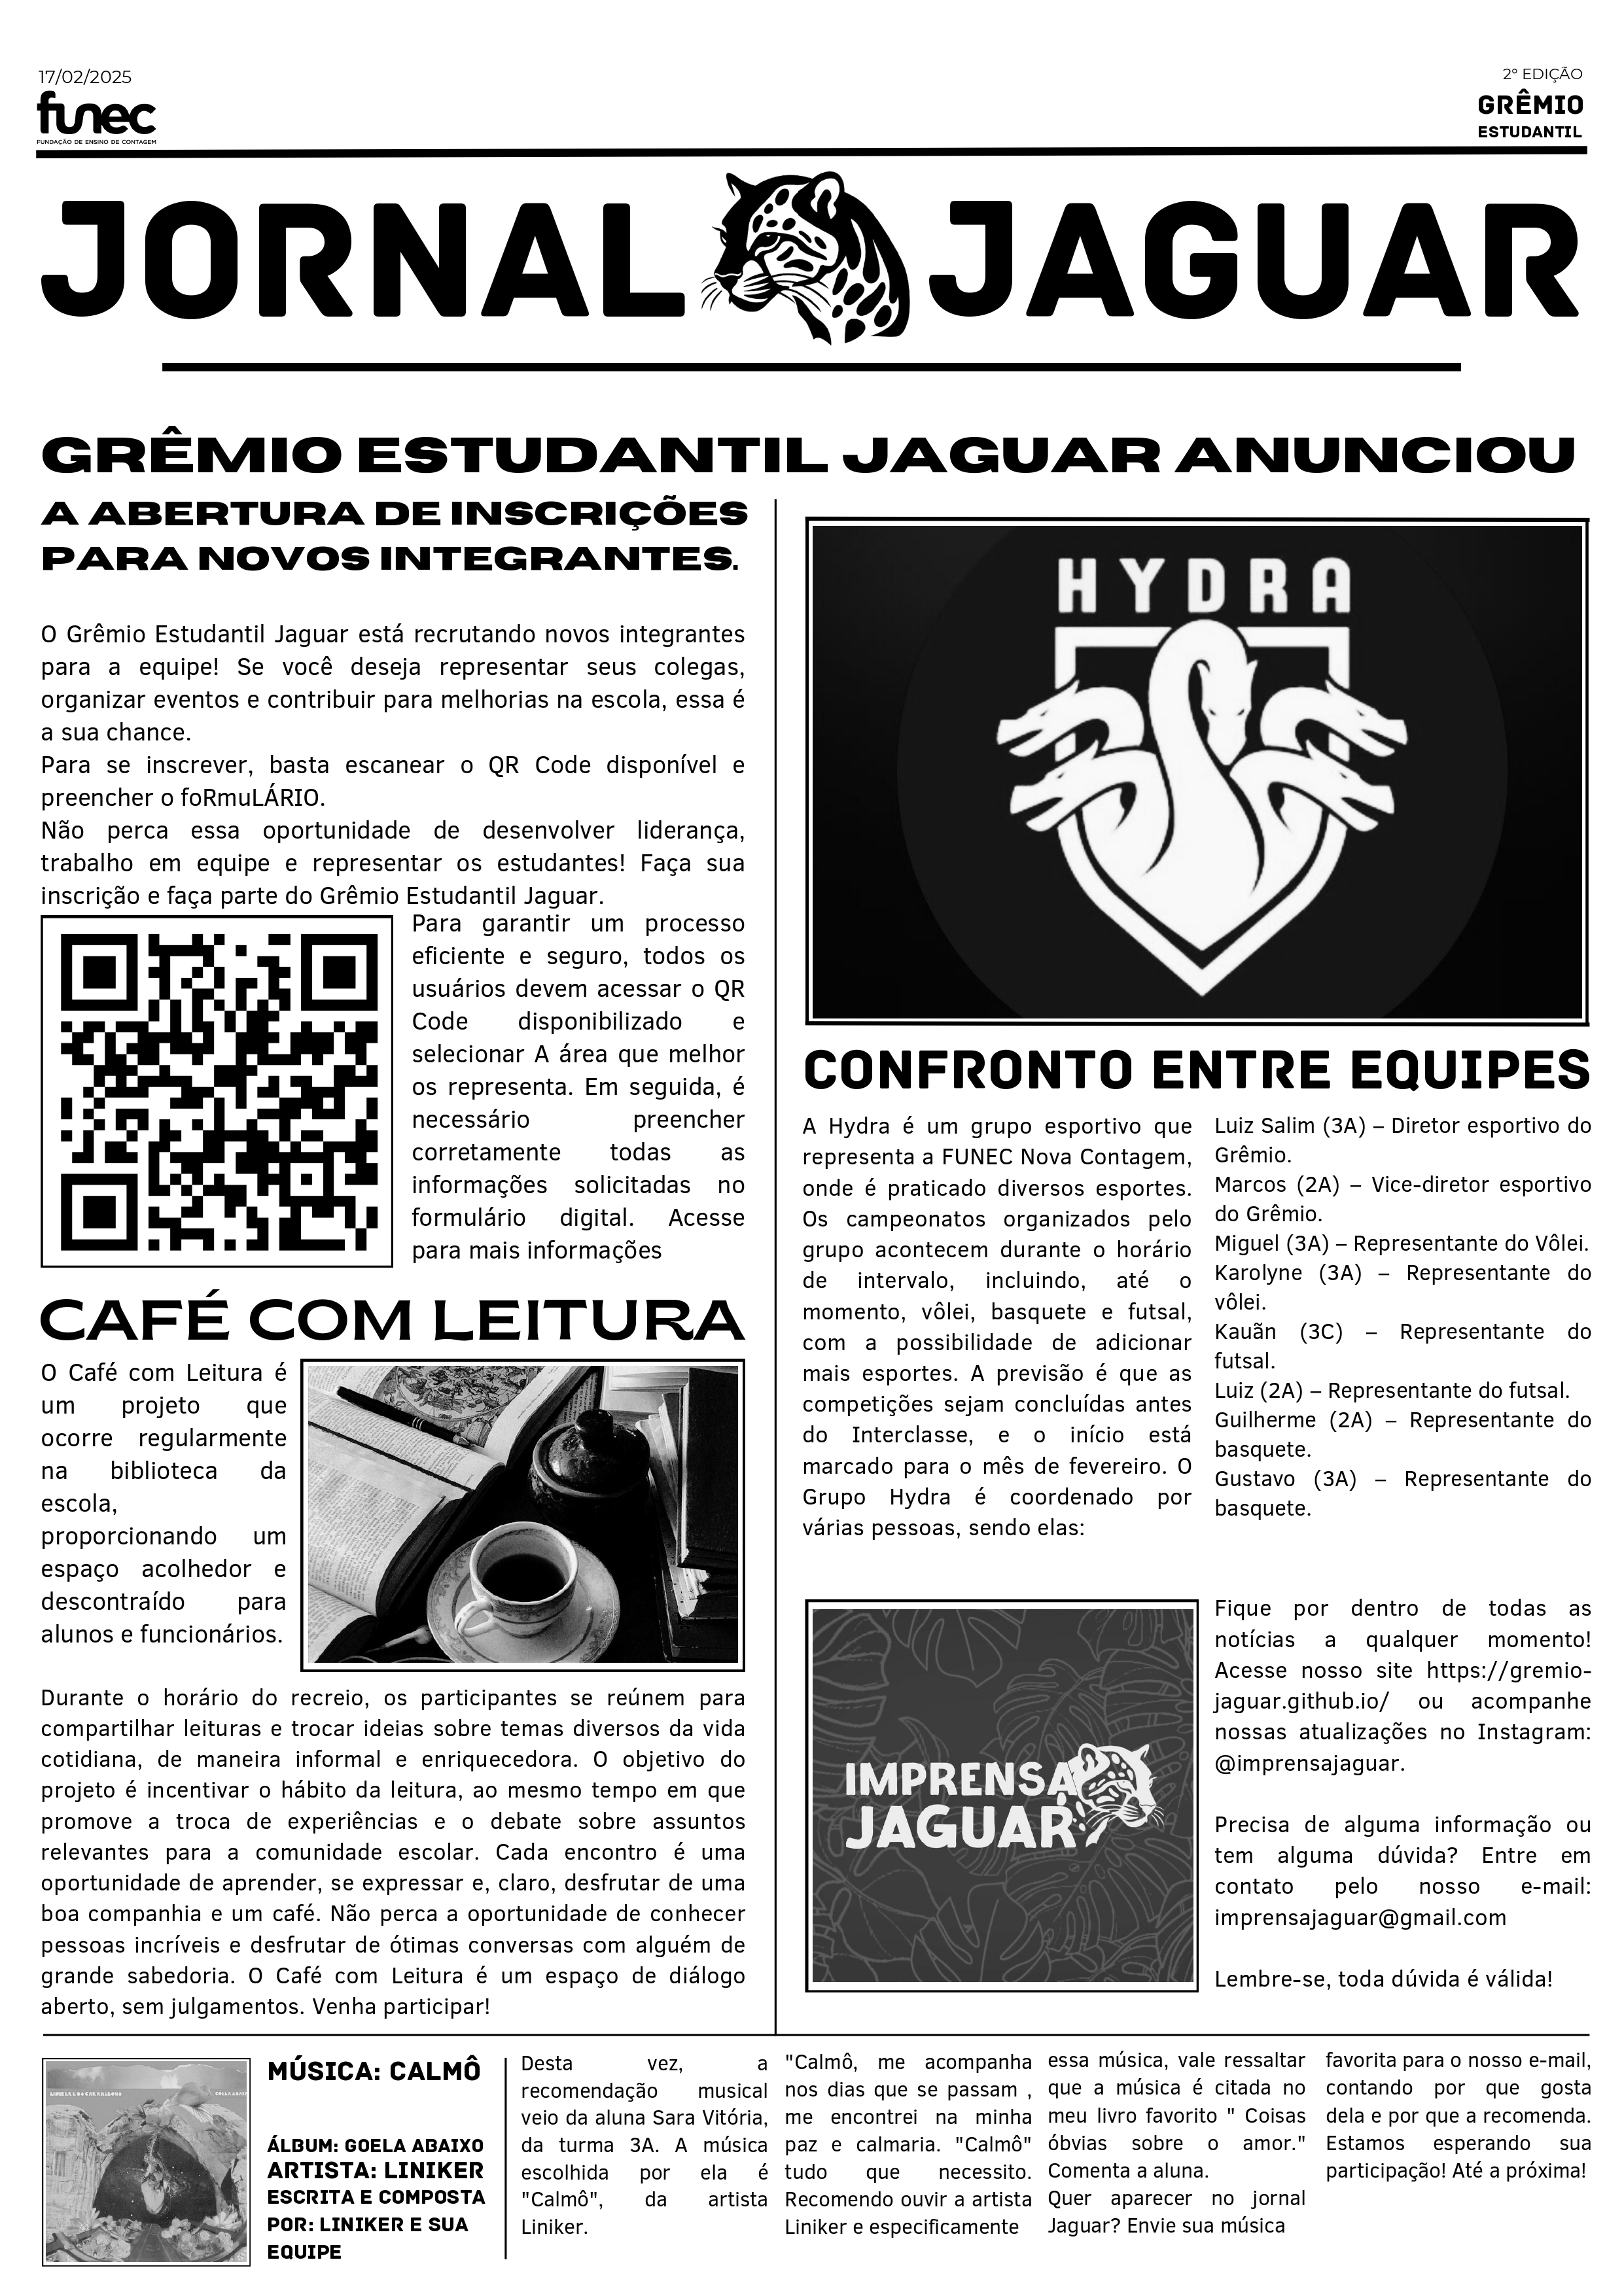 17/02/2025
funec
FUNDAÇÃO DE ENSINO DE CONTAGEM
2° EDIÇÃO
GRÊMIO
ESTUDANTIL
JORNAL JAGUAR
GRÊMIO ESTUDANTIL JAGUAR ANUNCIOU
A ABERTURA DE INSCRIÇÕES
PARA NOVOS INTEGRANTES.
O Grêmio Estudantil Jaguar está recrutando novos integrantes
para a equipe! Se você deseja representar seus colegas,
organizar eventos e contribuir para melhorias na escola, essa é
a sua chance.
Para se inscrever, basta escanear o QR Code disponível e
preencher o foRmuLÁRIO.
Não perca essa oportunidade de desenvolver liderança,
trabalho em equipe e representar os estudantes! Faça sua
inscrição e faça parte do Grêmio Estudantil Jaguar.
Para garantir um processo
eficiente e seguro, todos os
usuários devem acessar o QR
Code disponibilizado e
selecionar A área que melhor
os representa. Em seguida, é
necessário preencher
corretamente todas as
informações solicitadas no
formulário digital. Acesse
para mais informações
CAFÉ COM LEITURA
O Café com Leitura é
um projeto que
ocorre regularmente
na biblioteca da
escola,
proporcionando um
espaço acolhedor e
descontraído para
alunos e funcionários.
Durante o horário do recreio, os participantes se reúnem para
compartilhar leituras e trocar ideias sobre temas diversos da vida
cotidiana, de maneira informal e enriquecedora. O objetivo do
projeto é incentivar o hábito da leitura, ao mesmo tempo em que
promove a troca de experiências e o debate sobre assuntos
relevantes para a comunidade escolar. Cada encontro é uma
oportunidade de aprender, se expressar e, claro, desfrutar de uma
boa companhia e um café. Não perca a oportunidade de conhecer
pessoas incríveis e desfrutar de ótimas conversas com alguém de
grande sabedoria. O Café com Leitura é um espaço de diálogo
aberto, sem julgamentos. Venha participar!
HYDRA
CONFRONTO ENTRE EQUIPES
A Hydra é um grupo esportivo que
representa a FUNEC Nova Contagem,
onde é praticado diversos esportes.
Os campeonatos organizados pelo
grupo acontecem durante o horário
de intervalo, incluindo, até o
momento, vôlei, basquete e futsal,
com a possibilidade de adicionar
mais esportes. A previsão é que as
competições sejam concluídas antes
do Interclasse, e o início está
marcado para o mês de fevereiro. O
Grupo Hydra é coordenado por
várias pessoas, sendo elas:
Luiz Salim (3A) – Diretor esportivo do
Grêmio.
Marcos (2A) – Vice-diretor esportivo
do Grêmio.
Miguel (3A) – Representante do Vôlei.
Karolyne (3A) – Representante do
vôlei.
Kauãn (3C) – Representante do
futsal.
Luiz (2A) – Representante do futsal.
Guilherme (2A) – Representante do
basquete.
Gustavo (3A) – Representante do
basquete.
IMPRENSA
JAGUAR
Fique por dentro de todas as
notícias a qualquer momento!
Acesse nosso site https://gremio-
jaguar.github.io/ ou acompanhe
nossas atualizações no Instagram:
@imprensajaguar.
Precisa de alguma informação ou
tem alguma dúvida? Entre em
contato pelo nosso e-mail:
imprensajaguar@gmail.com
Lembre-se, toda dúvida é válida!
MÚSICA: CALMÔ
ÁLBUM: GOELA ABAIXO
ARTISTA: LINIKER
ESCRITA E COMPOSTA
POR: LINIKER E SUA
EQUIPE
Desta vez, a
recomendação musical
veio da aluna Sara Vitória,
da turma 3A. A música
escolhida por ela é
"Calmô", da artista
Liniker.
"Calmô, me acompanha
nos dias que se passam ,
me encontrei na minha
paz e calmaria. "Calmô"
tudo que necessito.
Recomendo ouvir a artista
Liniker e especificamente
essa música, vale ressaltar
que a música é citada no
meu livro favorito " Coisas
óbvias sobre o amor."
Comenta a aluna.
Quer aparecer no jornal
Jaguar? Envie sua música
favorita para o nosso e-mail,
contando por que gosta
dela e por que a recomenda.
Estamos esperando sua
participação! Até a próxima!